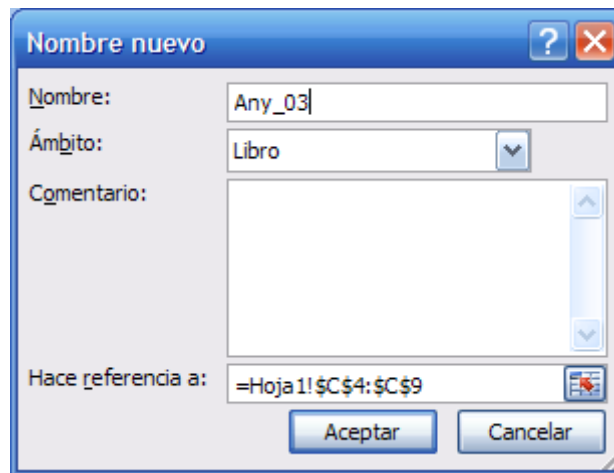 Nombre nuevo
Nombre: Any_03
Ámbito: Libro
Comentario:
Hace referencia a: =Hoja1!$C$4:$C$9
Aceptar Cancelar